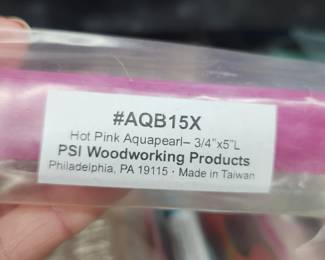 #AQB15X
Hot Pink Aquapearl– 3/4"x5"L
PSI Woodworking Products
Philadelphia, PA 19115 · Made in Taiwan